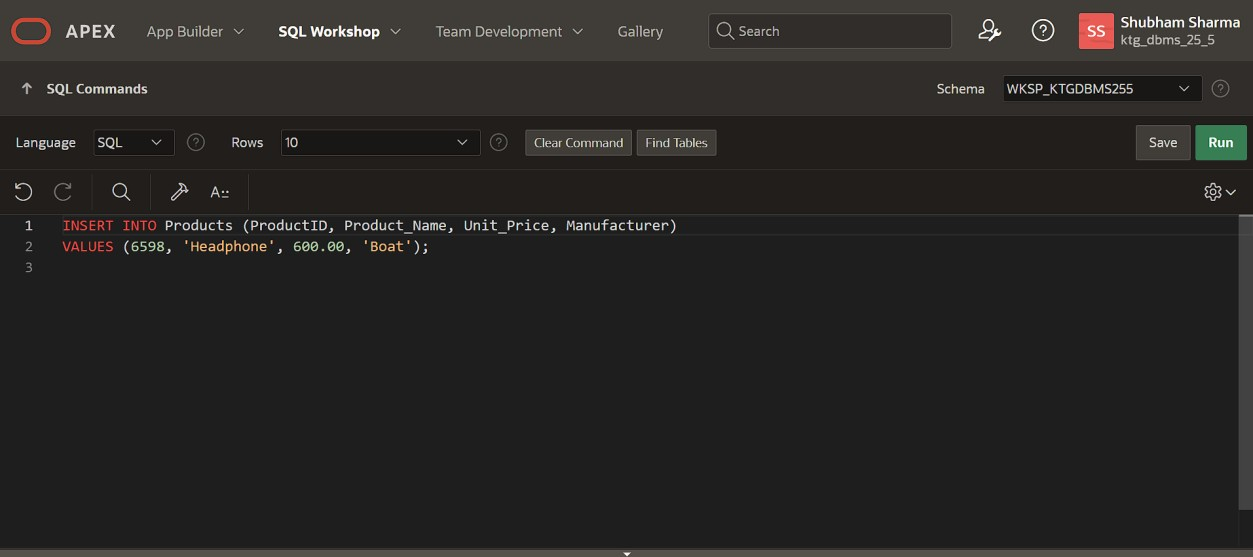 APEX App Builder SQL Workshop Team Development Gallery Search ? SS Shubham Sharma
ktg_dbms_25_5
SQL Commands Schema WKSP_KTGDBMS255 ?
Language SQL ? Rows 10 ? Clear Command Find Tables Save Run
A::
1 INSERT INTO Products (ProductID, Product_Name, Unit_Price, Manufacturer)
2 VALUES (6598, 'Headphone', 600.00, 'Boat');
3